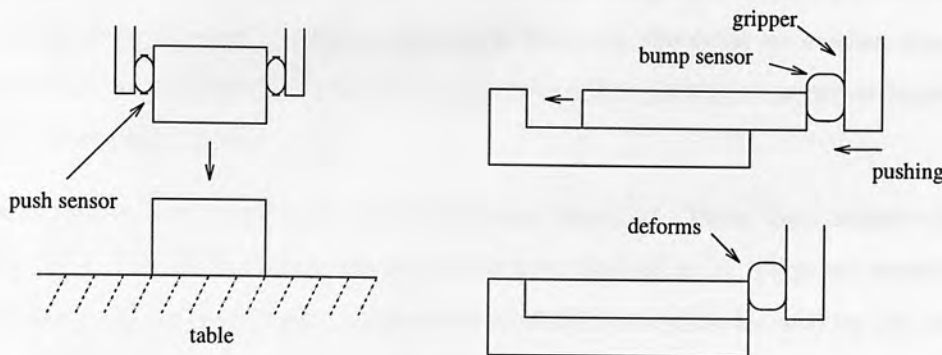 push sensor
table
gripper
bump sensor
pushing
deforms